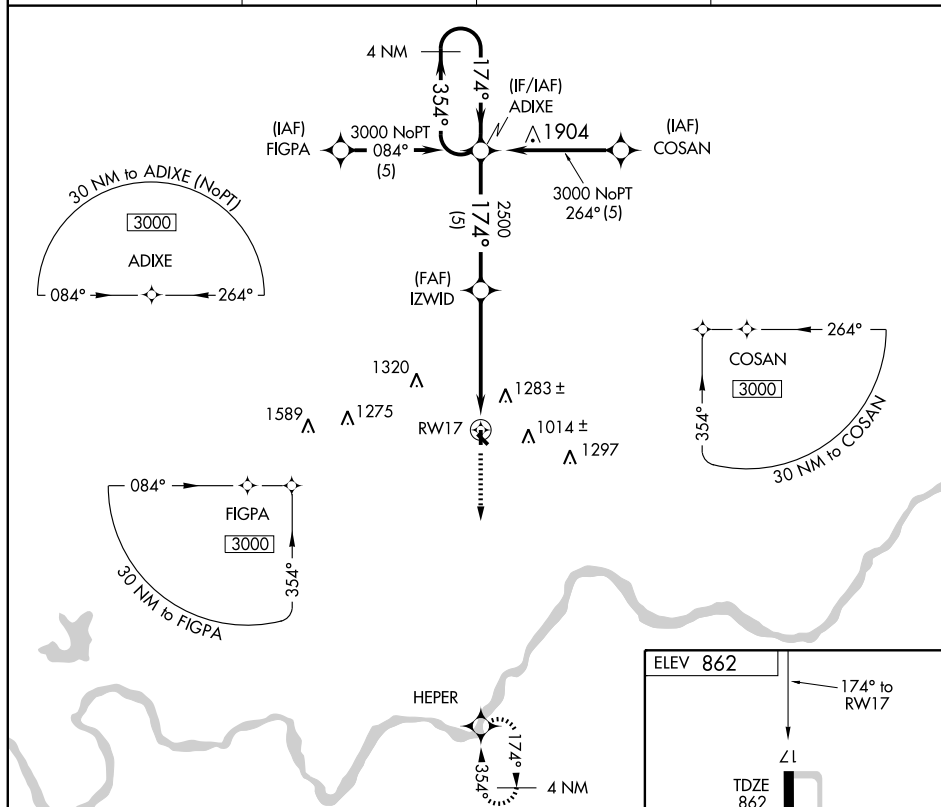 4 NM
174°
354°
(IF/IAF)
ADIXE
1904
(IAF)
FIGPA
3000 NoPT
084°
(5)
(IAF)
COSAN
3000 NoPT
264° (5)
30 NM to ADIXE (NoPT)
3000
ADIXE
084°
264°
2500
174°
(5)
(FAF)
IZWID
264°
COSAN
3000
354°
30 NM to COSAN
1320
1283 ±
1589
1275
RW17
1014 ±
1297
084°
FIGPA
3000
354°
30 NM to FIGPA
HEPER
174°
354°
4 NM
ELEV 862
174° to
RW17
17
TDZE
862